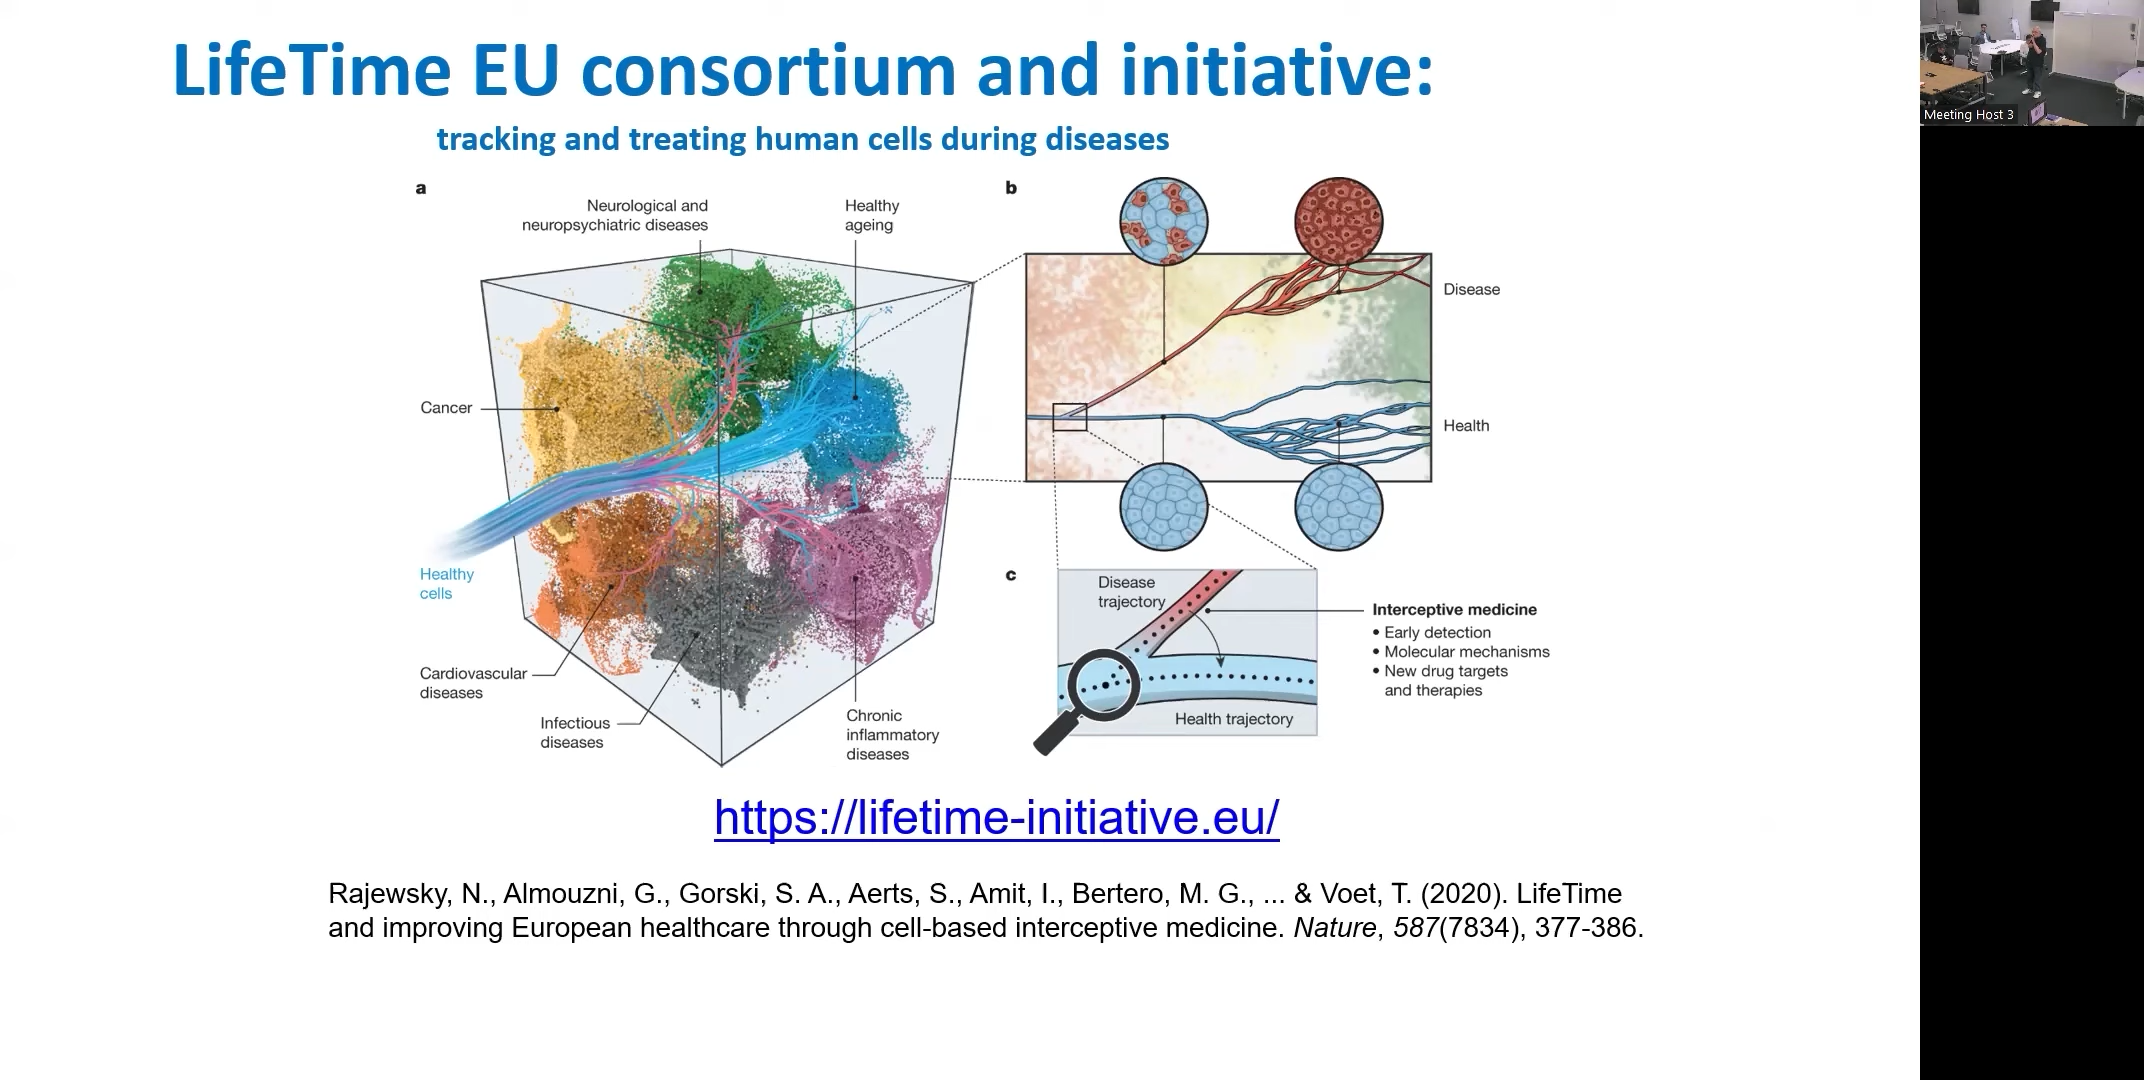 LifeTime EU consortium and initiative:
tracking and treating human cells during diseases
a
Neurological and
neuropsychiatric diseases
Healthy
ageing
Cancer
Healthy
cells
Cardiovascular
diseases
Infectious
diseases
Chronic
inflammatory
diseases
b
Disease
Health
c
Disease
trajectory
Health trajectory
Interceptive medicine
• Early detection
• Molecular mechanisms
• New drug targets
and therapies
https://lifetime-initiative.eu/
Rajewsky, N., Almouzni, G., Gorski, S. A., Aerts, S., Amit, I., Bertero, M. G., ... & Voet, T. (2020). LifeTime
and improving European healthcare through cell-based interceptive medicine. Nature, 587(7834), 377-386.
Meeting Host 3